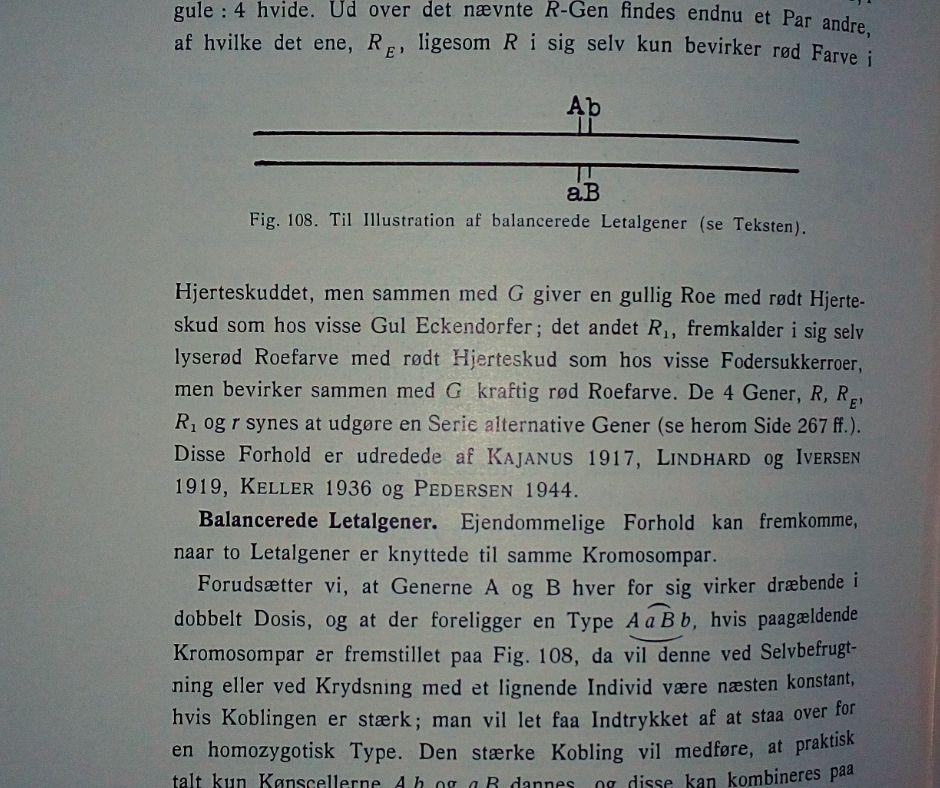 gule : 4 hvide. Ud over det nævnte R-Gen findes endnu et Par andre,
af hvilke det ene, R_E, ligesom R i sig selv kun bevirker rød Farve i
Ab
aB
Fig. 108. Til Illustration af balancerede Letalgener (se Teksten).
Hjerteskuddet, men sammen med G giver en gullig Roe med rødt Hjerte-
skud som hos visse Gul Eckendorfer; det andet R₁, fremkalder i sig selv
lyserød Roefarve med rødt Hjerteskud som hos visse Fodersukkerroer,
men bevirker sammen med G kraftig rød Roefarve. De 4 Gener, R, R_E,
R₁ og r synes at udgøre en Serie alternative Gener (se herom Side 267 ff.).
Disse Forhold er udredede af KAJANUS 1917, LINDHARD og IVERSEN
1919, KELLER 1936 og PEDERSEN 1944.
Balancerede Letalgener. Ejendommelige Forhold kan fremkomme,
naar to Letalgener er knyttede til samme Kromosompar.
Forudsætter vi, at Generne A og B hver for sig virker dræbende i
dobbelt Dosis, og at der foreligger en Type A a B b, hvis paagældende
Kromosompar er fremstillet paa Fig. 108, da vil denne ved Selvbefrugt-
ning eller ved Krydsning med et lignende Individ være næsten konstant,
hvis Koblingen er stærk; man vil let faa Indtrykket af at staa over for
en homozygotisk Type. Den stærke Kobling vil medføre, at praktisk
talt kun Kønscellerne A b og a B dannes, og disse kan kombineres paa